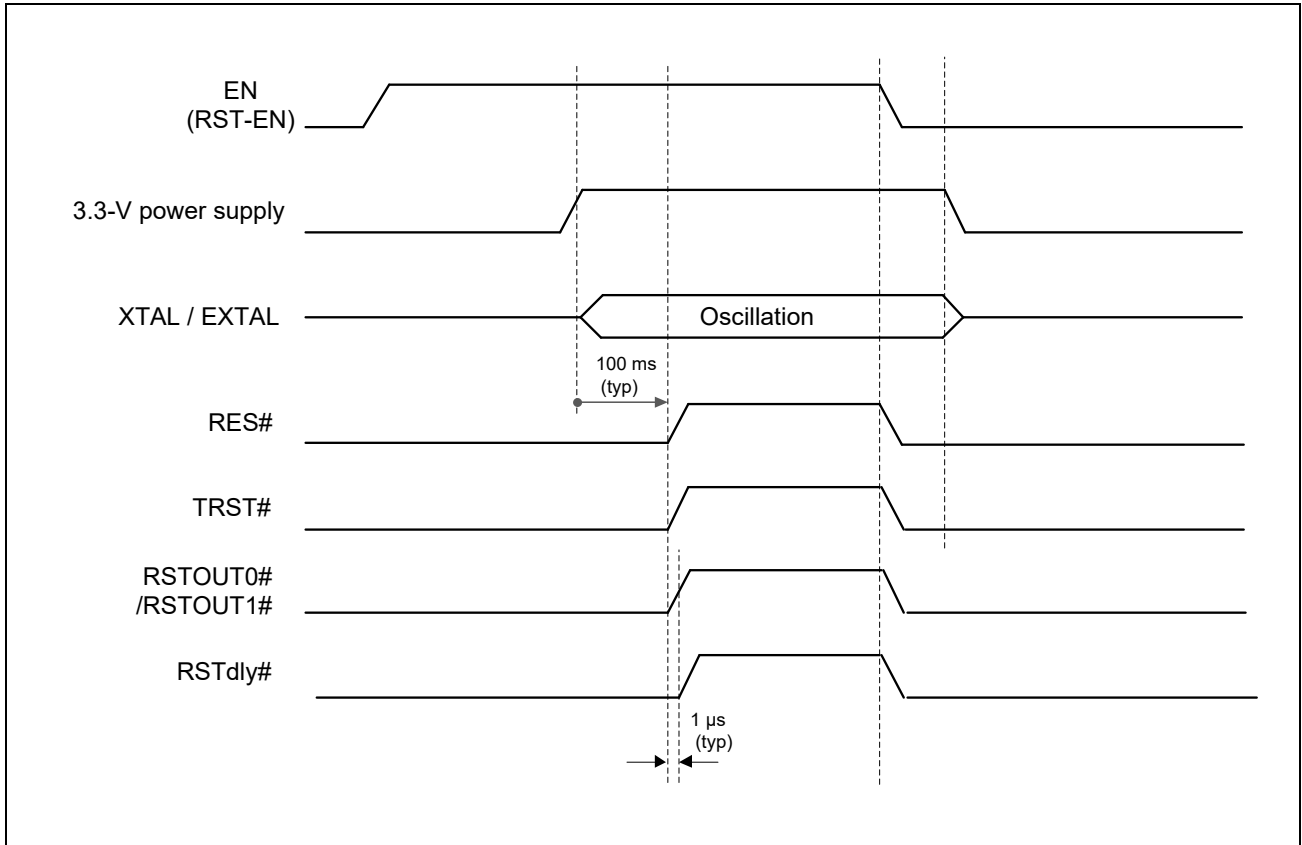 EN
(RST-EN)
3.3-V power supply
XTAL / EXTAL
Oscillation
100 ms
(typ)
RES#
TRST#
RSTOUT0#
/RSTOUT1#
RSTdly#
1 µs
(typ)